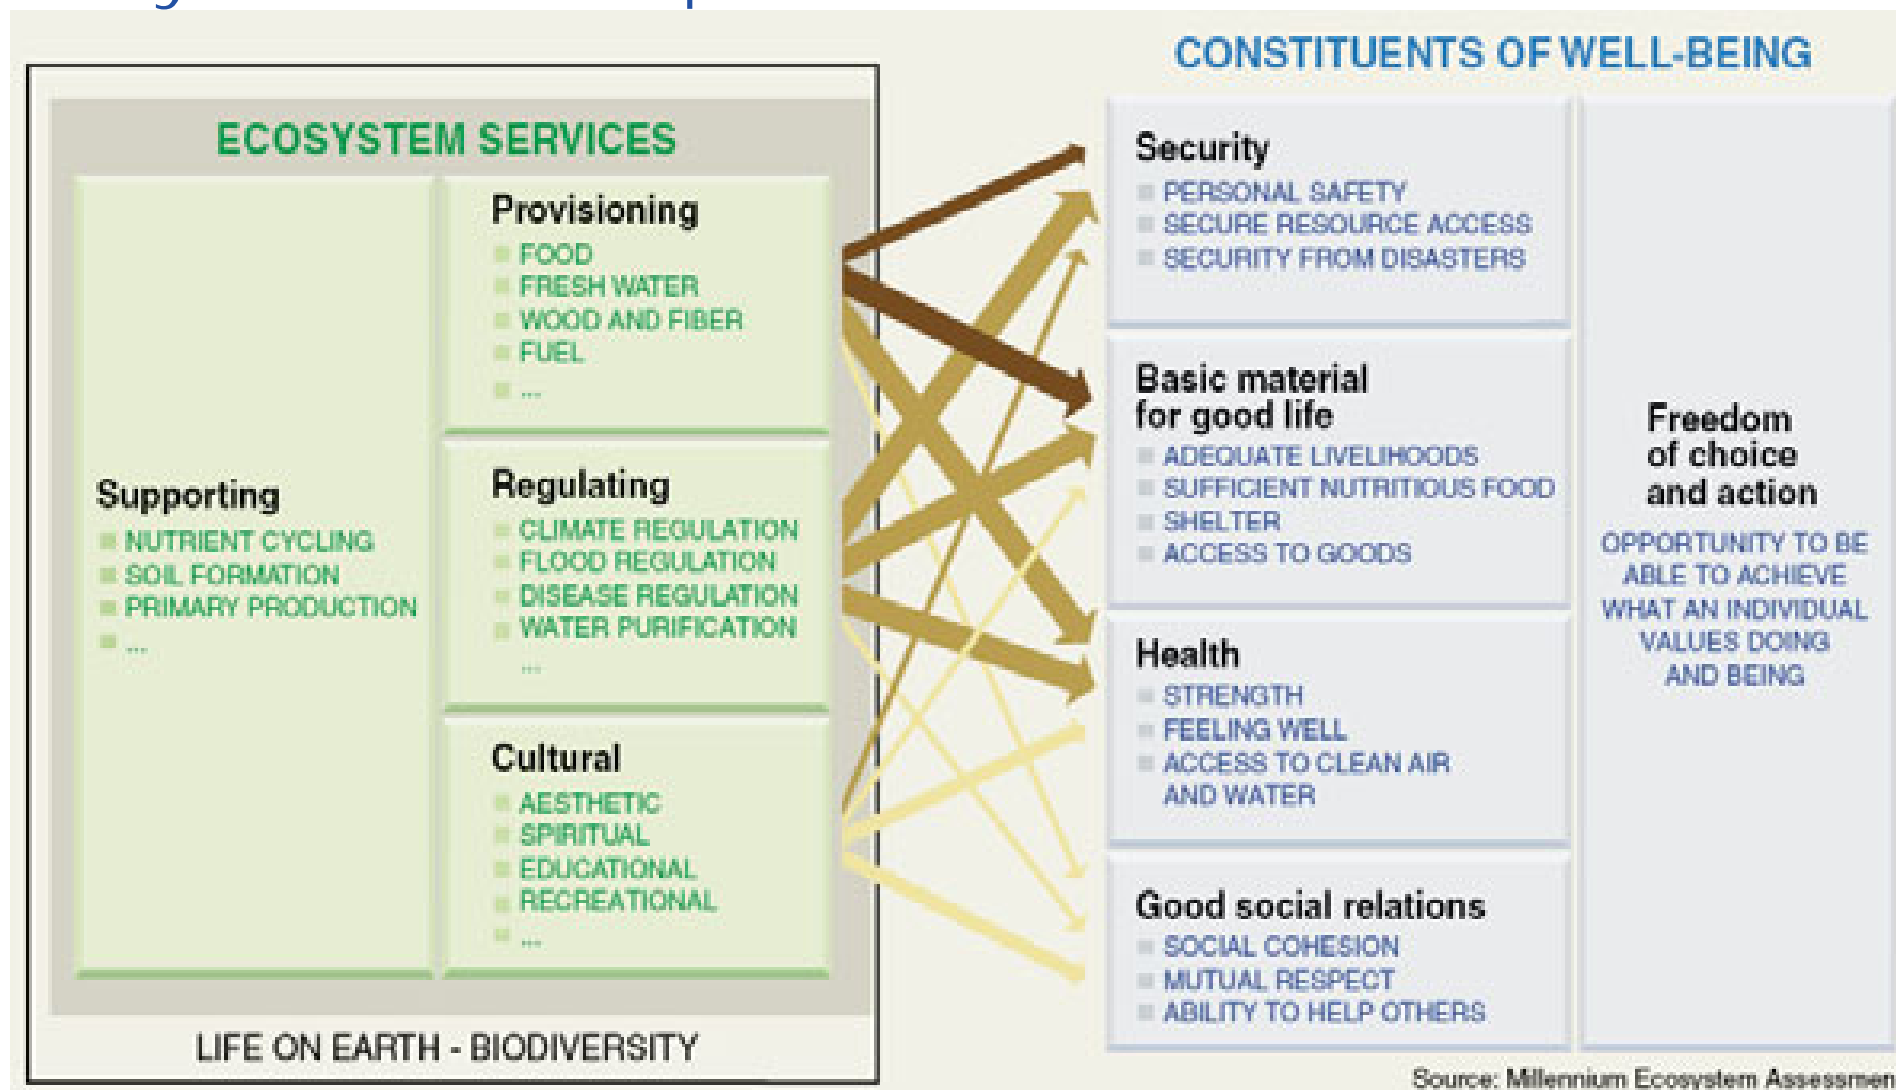 CONSTITUENTS OF WELL-BEING
ECOSYSTEM SERVICES
Supporting
NUTRIENT CYCLING
SOIL FORMATION
PRIMARY PRODUCTION
...
Provisioning
FOOD
FRESH WATER
WOOD AND FIBER
FUEL
...
Regulating
CLIMATE REGULATION
FLOOD REGULATION
DISEASE REGULATION
WATER PURIFICATION
...
Cultural
AESTHETIC
SPIRITUAL
EDUCATIONAL
RECREATIONAL
...
LIFE ON EARTH - BIODIVERSITY
Security
PERSONAL SAFETY
SECURE RESOURCE ACCESS
SECURITY FROM DISASTERS
Basic material
for good life
ADEQUATE LIVELIHOODS
SUFFICIENT NUTRITIOUS FOOD
SHELTER
ACCESS TO GOODS
Health
STRENGTH
FEELING WELL
ACCESS TO CLEAN AIR
AND WATER
Good social relations
SOCIAL COHESION
MUTUAL RESPECT
ABILITY TO HELP OTHERS
Freedom
of choice
and action
OPPORTUNITY TO BE
ABLE TO ACHIEVE
WHAT AN INDIVIDUAL
VALUES DOING
AND BEING
Source: Millennium Ecosystem Assessmen